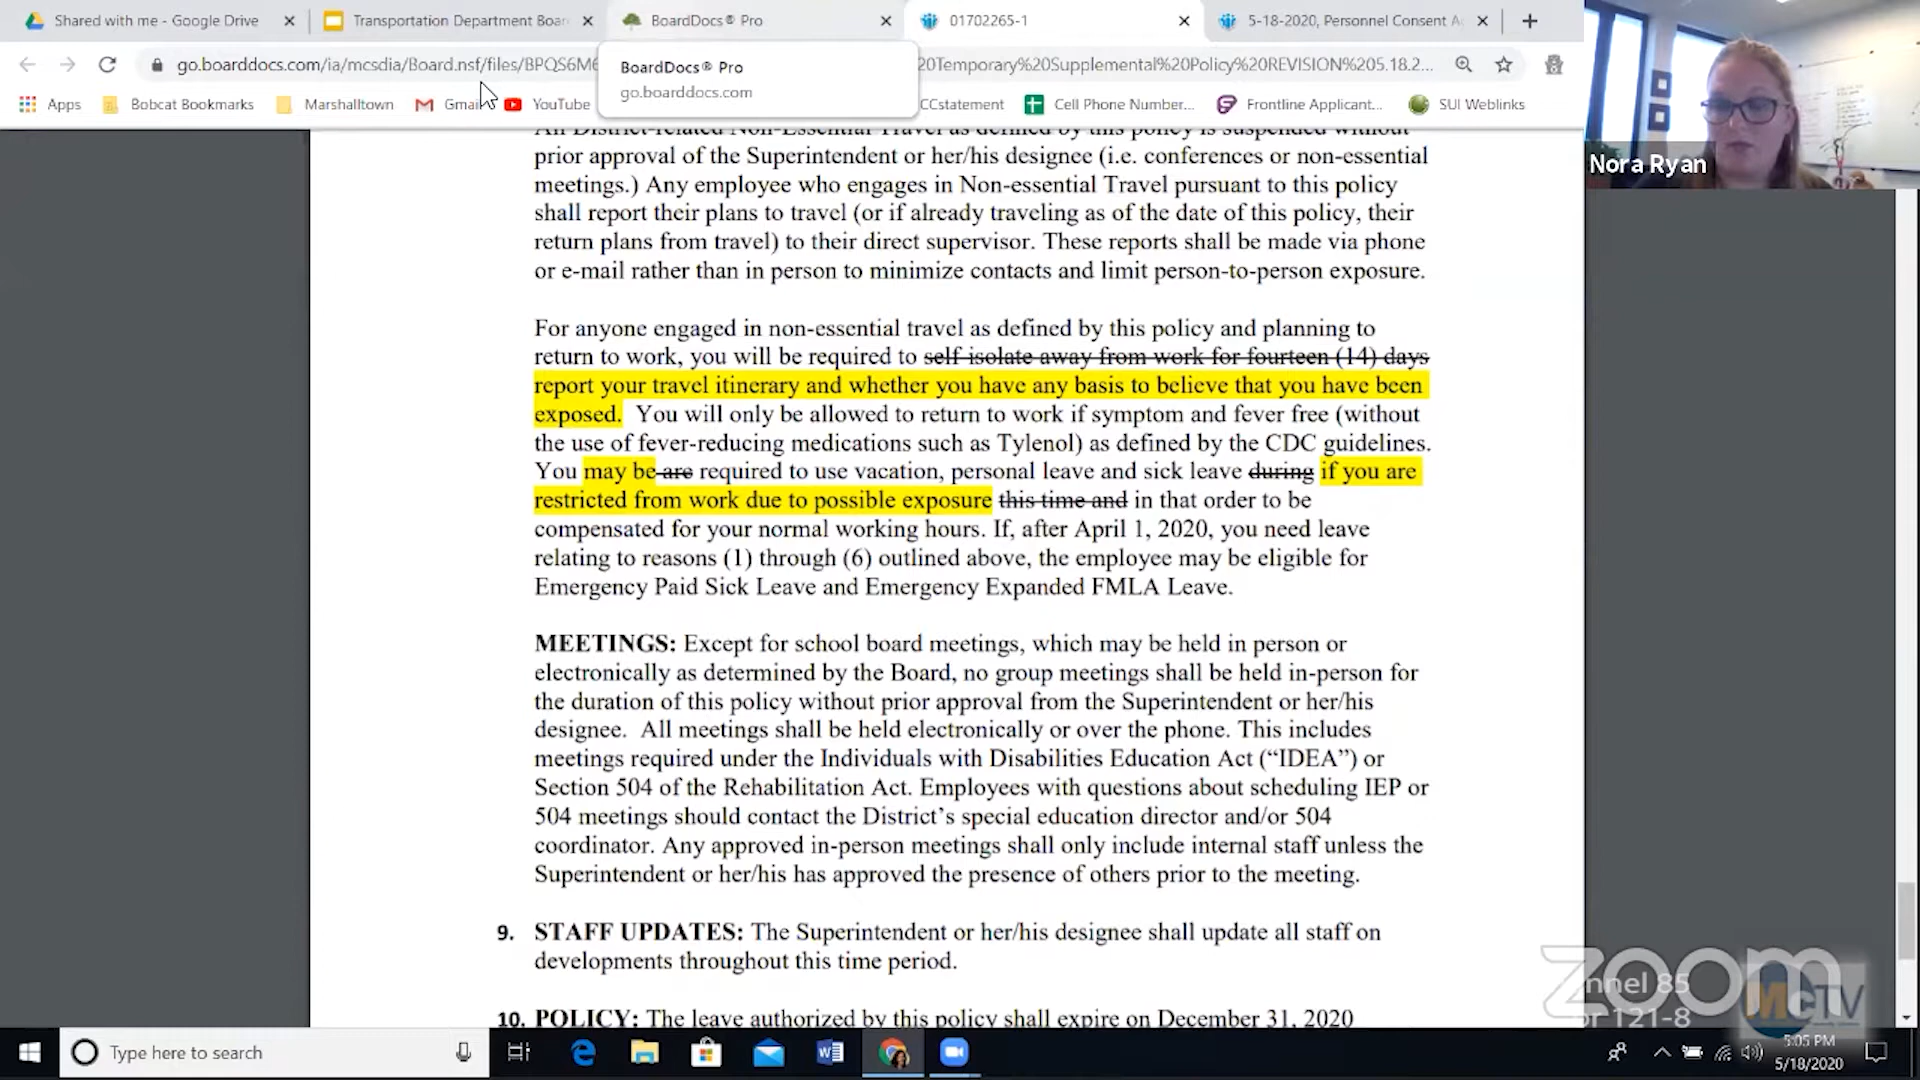 Shared with me - Google Drive
Transportation Department Boar
BoardDocs® Pro
01702265-1
5-18-2020, Personnel Consent A
go.boarddocs.com/ia/mcsdia/Board.nsf/files/BPQS6M6
20Temporary%20Supplemental%20Policy%20REVISION%205.18.2...
BoardDocs® Pro
go.boarddocs.com
Apps
Bobcat Bookmarks
Marshalltown
Gmail
YouTube
CCstatement
Cell Phone Number...
Frontline Applicant...
SUI Weblinks
Nora Ryan
All District-related Non-Essential Travel as defined by this policy is suspended without
prior approval of the Superintendent or her/his designee (i.e. conferences or non-essential
meetings.) Any employee who engages in Non-essential Travel pursuant to this policy
shall report their plans to travel (or if already traveling as of the date of this policy, their
return plans from travel) to their direct supervisor. These reports shall be made via phone
or e-mail rather than in person to minimize contacts and limit person-to-person exposure.
For anyone engaged in non-essential travel as defined by this policy and planning to
return to work, you will be required to self-isolate away from work for fourteen (14) days
report your travel itinerary and whether you have any basis to believe that you have been
exposed. You will only be allowed to return to work if symptom and fever free (without
the use of fever-reducing medications such as Tylenol) as defined by the CDC guidelines.
You may be are required to use vacation, personal leave and sick leave during if you are
restricted from work due to possible exposure this time and in that order to be
compensated for your normal working hours. If, after April 1, 2020, you need leave
relating to reasons (1) through (6) outlined above, the employee may be eligible for
Emergency Paid Sick Leave and Emergency Expanded FMLA Leave.
MEETINGS: Except for school board meetings, which may be held in person or
electronically as determined by the Board, no group meetings shall be held in-person for
the duration of this policy without prior approval from the Superintendent or her/his
designee. All meetings shall be held electronically or over the phone. This includes
meetings required under the Individuals with Disabilities Education Act (“IDEA”) or
Section 504 of the Rehabilitation Act. Employees with questions about scheduling IEP or
504 meetings should contact the District’s special education director and/or 504
coordinator. Any approved in-person meetings shall only include internal staff unless the
Superintendent or her/his has approved the presence of others prior to the meeting.
9. STAFF UPDATES: The Superintendent or her/his designee shall update all staff on
developments throughout this time period.
10. POLICY: The leave authorized by this policy shall expire on December 31, 2020
zoom
nnel 85
McTV
or 121-8
Type here to search
5:05 PM
5/18/2020